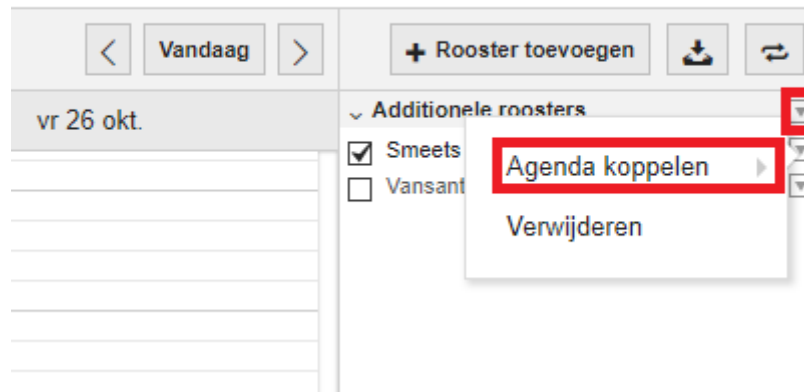 Vandaag
+ Rooster toevoegen
vr 26 okt.
Additionele roosters
Smeets
Vansant
Agenda koppelen
Verwijderen